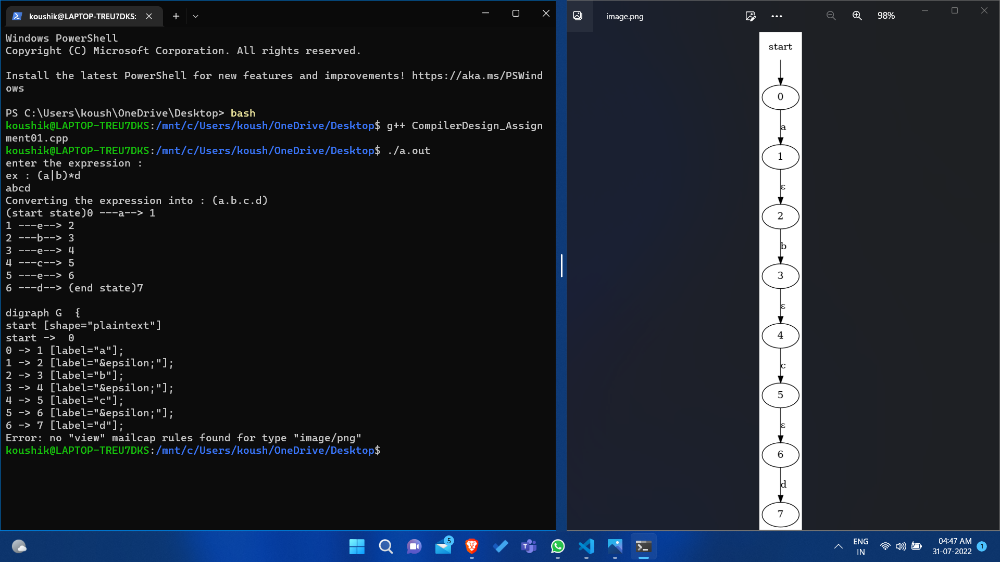 koushik@LAPTOP-TREU7DKS:
Windows PowerShell
Copyright (C) Microsoft Corporation. All rights reserved.
Install the latest PowerShell for new features and improvements! https://aka.ms/PSWind
ows
PS C:\Users\koush\OneDrive\Desktop> bash
koushik@LAPTOP-TREU7DKS:/mnt/c/Users/koush/OneDrive/Desktop$ g++ CompilerDesign_Assign
ment01.cpp
koushik@LAPTOP-TREU7DKS:/mnt/c/Users/koush/OneDrive/Desktop$ ./a.out
enter the expression :
ex : (a|b)*d
abcd
Converting the expression into : (a.b.c.d)
(start state)0 ---a--> 1
1 ---e--> 2
2 ---b--> 3
3 ---e--> 4
4 ---c--> 5
5 ---e--> 6
6 ---d--> (end state)7
digraph G  {
start [shape="plaintext"]
start ->  0
0 -> 1 [label="a"];
1 -> 2 [label="&epsilon;"];
2 -> 3 [label="b"];
3 -> 4 [label="&epsilon;"];
4 -> 5 [label="c"];
5 -> 6 [label="&epsilon;"];
6 -> 7 [label="d"];
Error: no "view" mailcap rules found for type "image/png"
koushik@LAPTOP-TREU7DKS:/mnt/c/Users/koush/OneDrive/Desktop$
image.png
98%
start
0
a
1
ε
2
b
3
ε
4
c
5
ε
6
d
7
5
ENG
IN
04:47 AM
31-07-2022
1